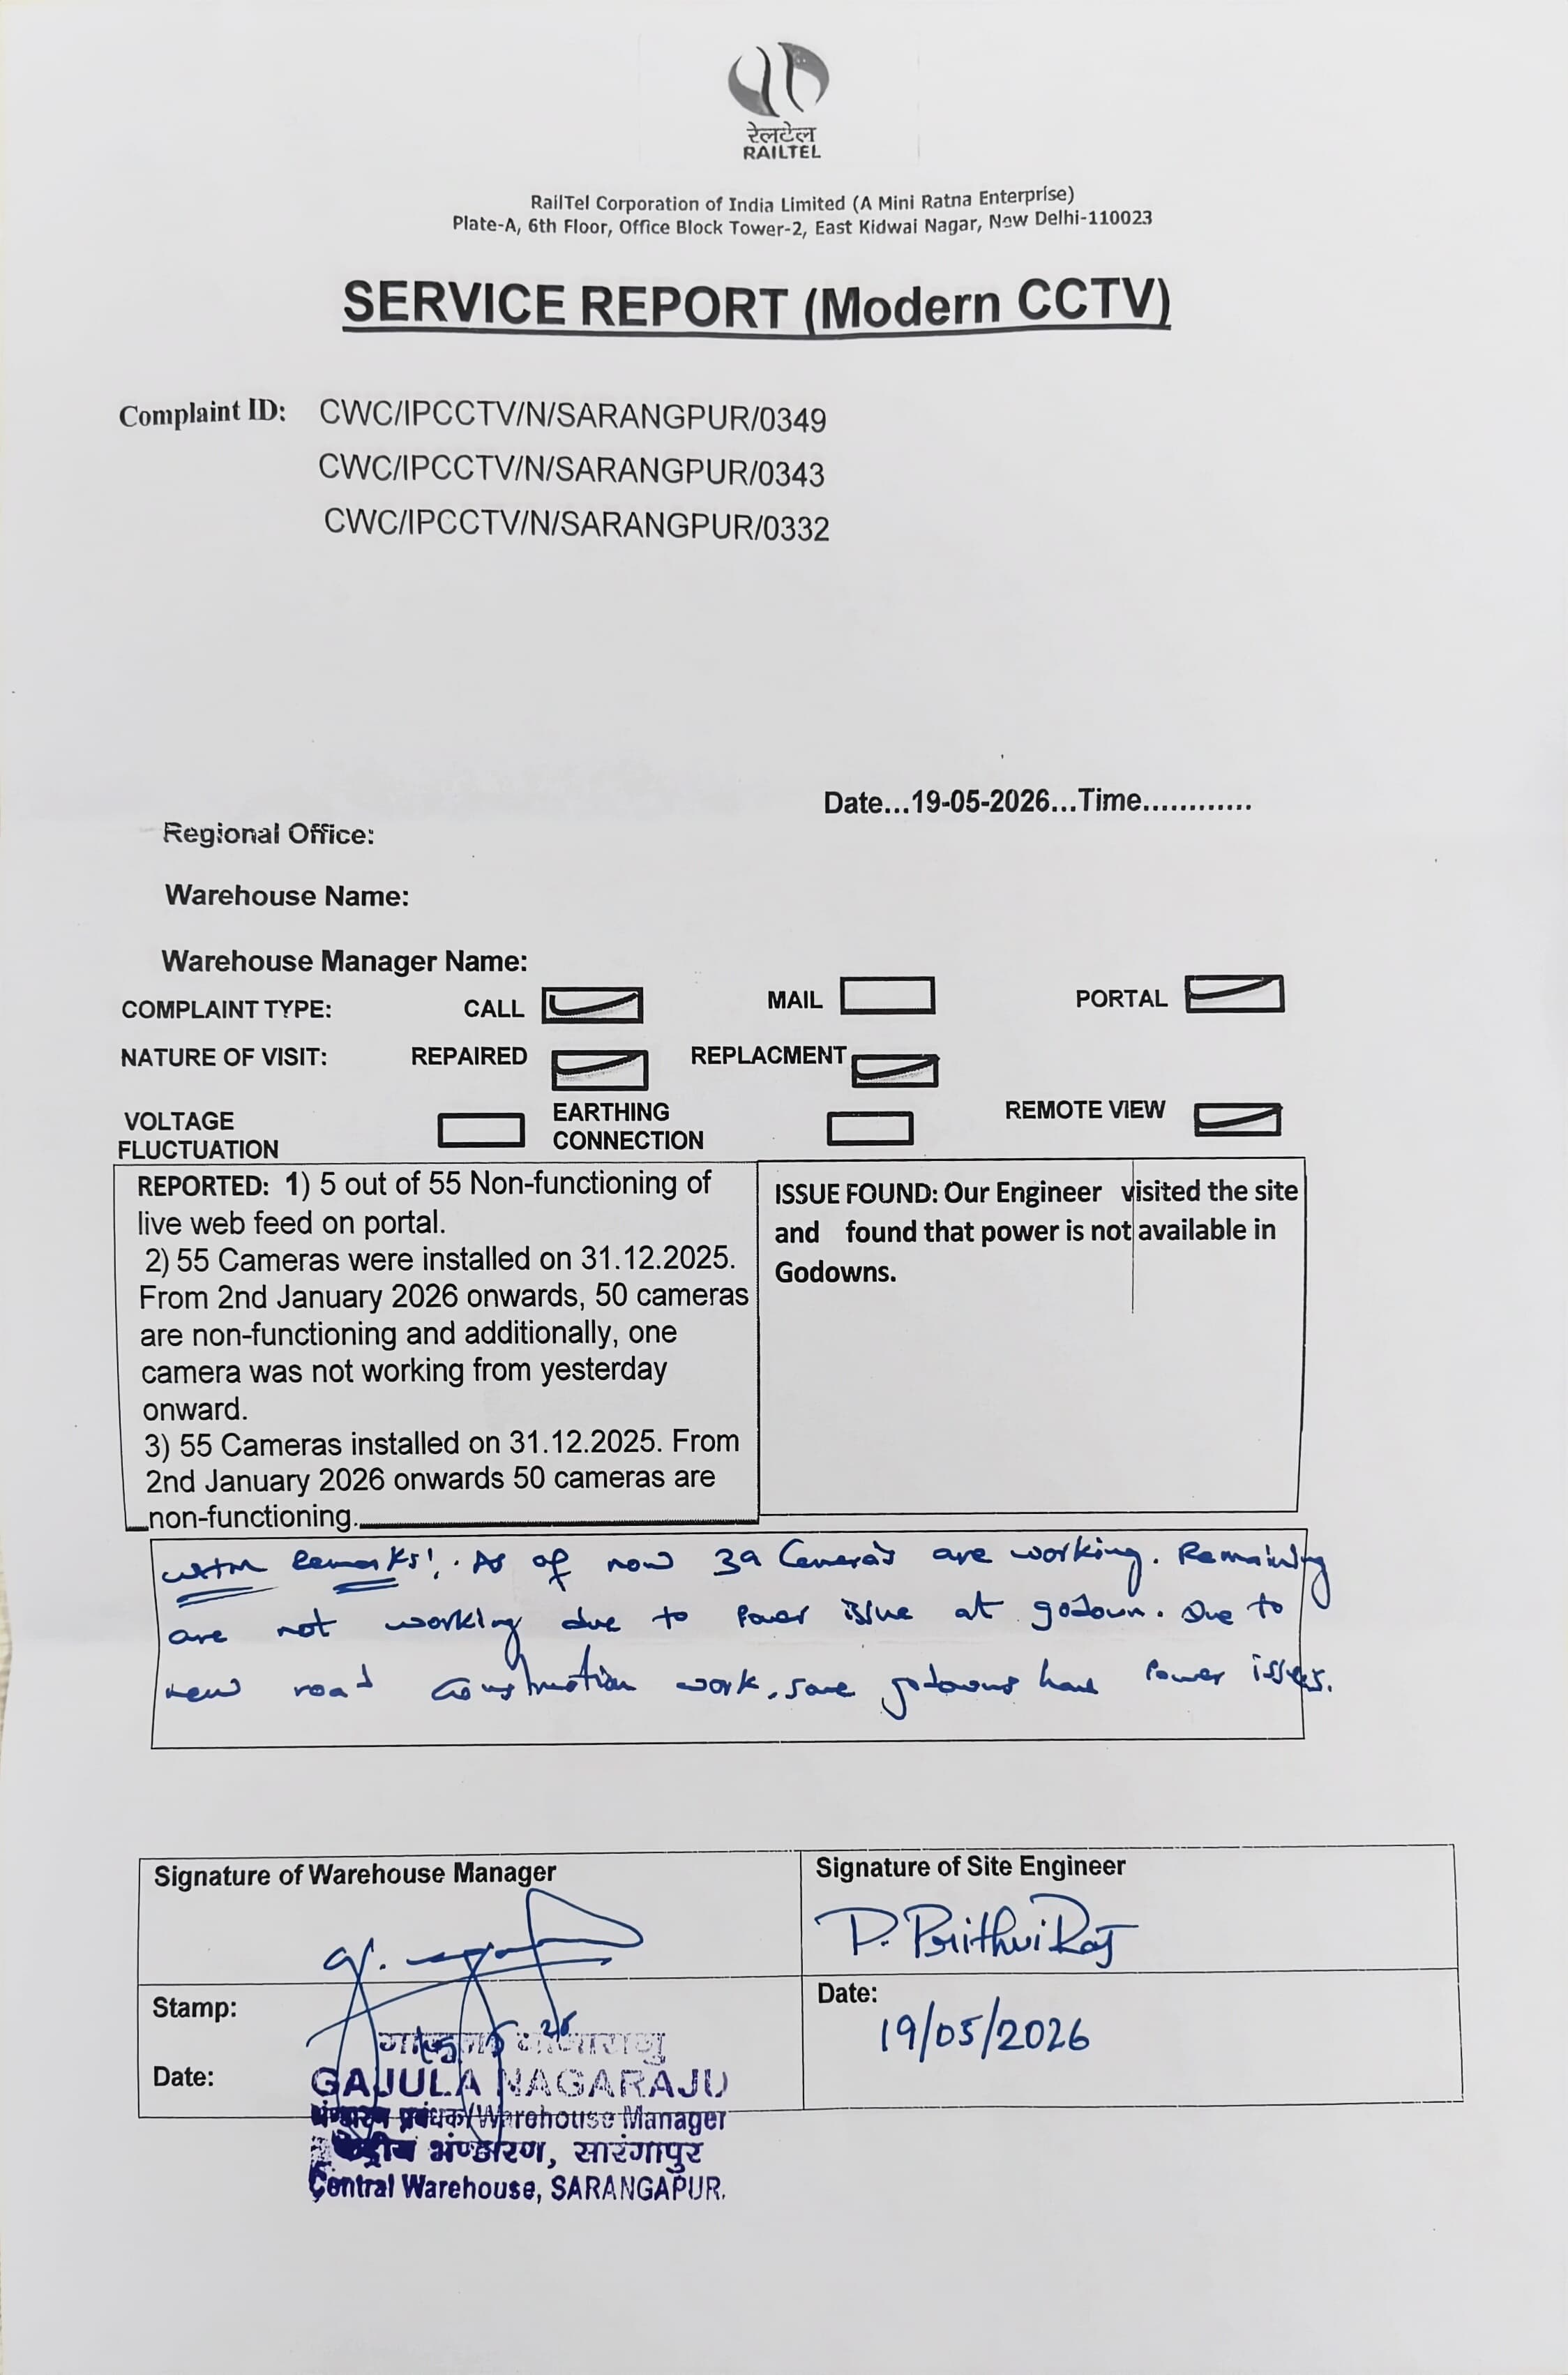 रेलटेल
RAILTEL
RailTel Corporation of India Limited (A Mini Ratna Enterprise)
Plate-A, 6th Floor, Office Block Tower-2, East Kidwai Nagar, New Delhi-110023
SERVICE REPORT (Modern CCTV)
Complaint ID: CWC/IPCCTV/N/SARANGPUR/0349
CWC/IPCCTV/N/SARANGPUR/0343
CWC/IPCCTV/N/SARANGPUR/0332
Date...19-05-2026...Time............
Regional Office:
Warehouse Name:
Warehouse Manager Name:
COMPLAINT TYPE: CALL MAIL PORTAL
NATURE OF VISIT: REPAIRED REPLACMENT
VOLTAGE FLUCTUATION EARTHING CONNECTION REMOTE VIEW
REPORTED: 1) 5 out of 55 Non-functioning of
live web feed on portal.
2) 55 Cameras were installed on 31.12.2025.
From 2nd January 2026 onwards, 50 cameras
are non-functioning and additionally, one
camera was not working from yesterday
onward.
3) 55 Cameras installed on 31.12.2025. From
2nd January 2026 onwards 50 cameras are
non-functioning.
ISSUE FOUND: Our Engineer visited the site
and found that power is not available in
Godowns.
Remarks: As of now Camera's are working. Remaining
are not working due to Power issue at godown. Due to
new road Construction work, some godowns have Power issues.
Signature of Warehouse Manager
Signature of Site Engineer
P. PrithviRaj
Stamp:
Date:
Date:
19/05/2026
GAJULA NAGARAJU
भंडारण प्रबंधक/Warehouse Manager
केंद्रीय भण्डारण, सारंगापुर
Central Warehouse, SARANGAPUR.